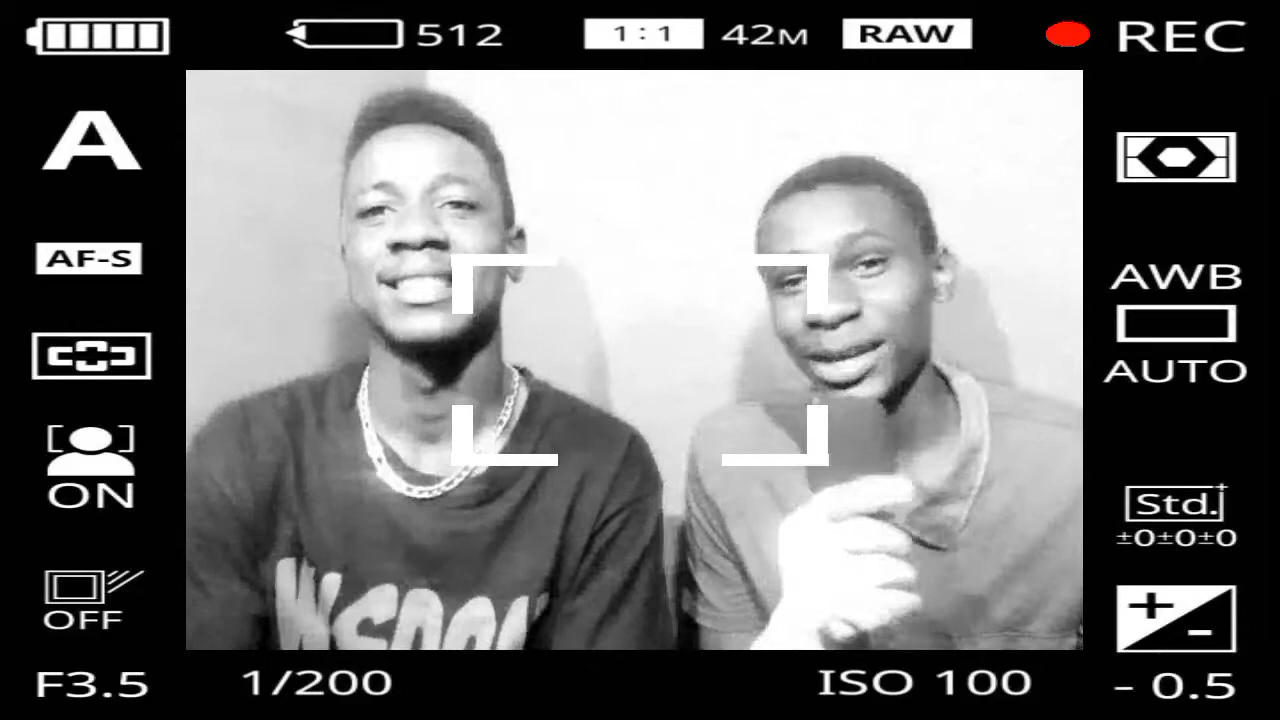 512 1:1 42M RAW REC
A
AF-S
AWB
AUTO
ON
Std.
±0±0±0
OFF
F3.5 1/200 ISO 100 - 0.5